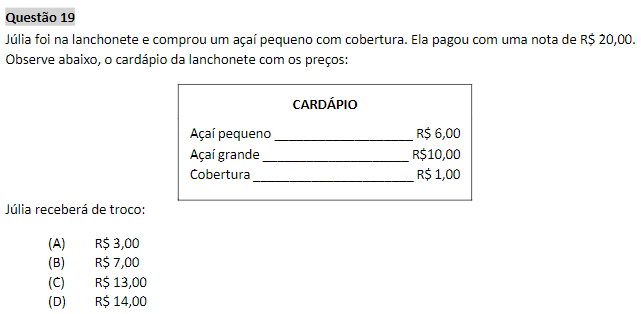 Questão 19
Júlia foi na lanchonete e comprou um açaí pequeno com cobertura. Ela pagou com uma nota de R$ 20,00.
Observe abaixo, o cardápio da lanchonete com os preços:
CARDÁPIO
Açaí pequeno ____________________ R$ 6,00
Açaí grande _____________________ R$10,00
Cobertura _______________________ R$ 1,00
Júlia receberá de troco:
(A) R$ 3,00
(B) R$ 7,00
(C) R$ 13,00
(D) R$ 14,00